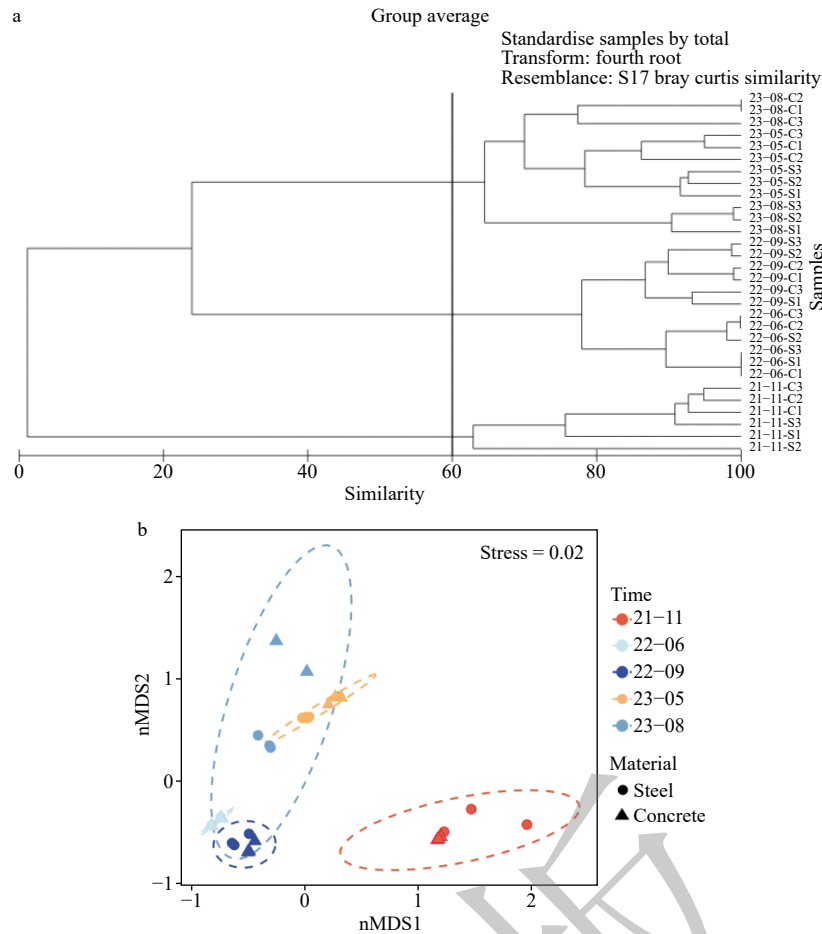 a
Group average
Standardise samples by total
Transform: fourth root
Resemblance: S17 bray curtis similarity
23−08-C2
23−08-C1
23−08-C3
23−05-C3
23−05-C1
23−05-C2
23−05-S3
23−05-S2
23−05-S1
23−08-S3
23−08-S2
23−08-S1
22−09-S3
22−09-S2
22−09-C2
22−09-C1
22−09-C3
22−09-S1
22−06-C3
22−06-C2
22−06-S2
22−06-S3
22−06-S1
22−06-C1
21−11-C3
21−11-C2
21−11-C1
21−11-S3
21−11-S1
21−11-S2
Samples
0 20 40 60 80 100
Similarity
b
Stress = 0.02
2
1
0
−1
nMDS2
−1 0 1 2
nMDS1
Time
21−11
22−06
22−09
23−05
23−08
Material
Steel
Concrete